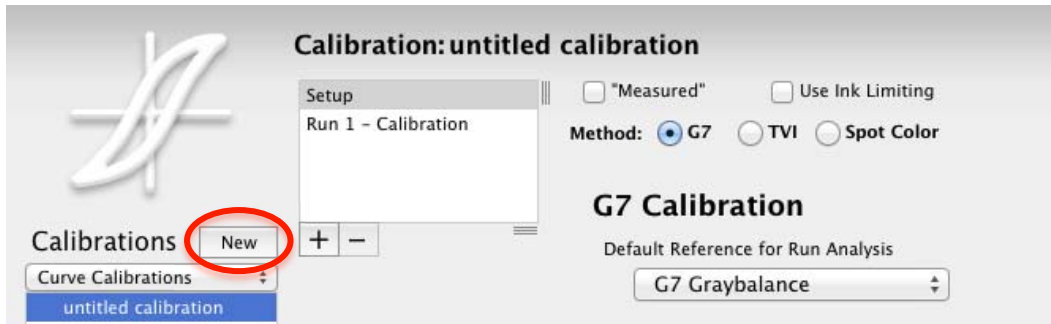 Calibration: untitled calibration
Setup
Run 1 – Calibration
+ −
"Measured"
Use Ink Limiting
Method: G7 TVI Spot Color
G7 Calibration
Default Reference for Run Analysis
G7 Graybalance
Calibrations New
Curve Calibrations
untitled calibration